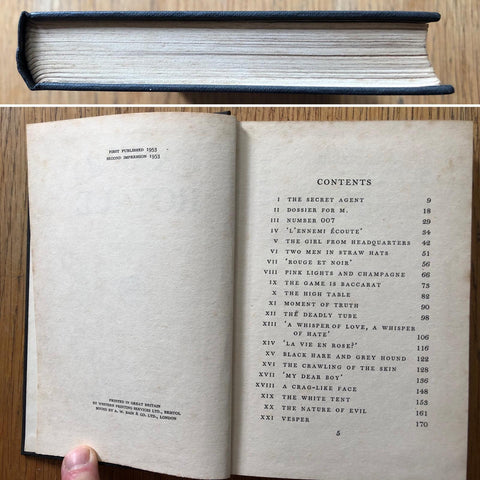 FIRST PUBLISHED 1953
SECOND IMPRESSION 1953
PRINTED IN GREAT BRITAIN
BY WESTERN PRINTING SERVICES LTD., BRISTOL
BOUND BY A. W. BAIN & CO. LTD., LONDON
CONTENTS
I THE SECRET AGENT 9
II DOSSIER FOR M. 18
III NUMBER 007 29
IV 'L'ENNEMI ÉCOUTE' 34
V THE GIRL FROM HEADQUARTERS 42
VI TWO MEN IN STRAW HATS 51
VII 'ROUGE ET NOIR' 56
VIII PINK LIGHTS AND CHAMPAGNE 66
IX THE GAME IS BACCARAT 73
X THE HIGH TABLE 82
XI MOMENT OF TRUTH 90
XII THE DEADLY TUBE 98
XIII 'A WHISPER OF LOVE, A WHISPER
OF HATE' 106
XIV 'LA VIE EN ROSE?' 116
XV BLACK HARE AND GREY HOUND 122
XVI THE CRAWLING OF THE SKIN 128
XVII 'MY DEAR BOY' 136
XVIII A CRAG-LIKE FACE 148
XIX THE WHITE TENT 153
XX THE NATURE OF EVIL 161
XXI VESPER 170
5